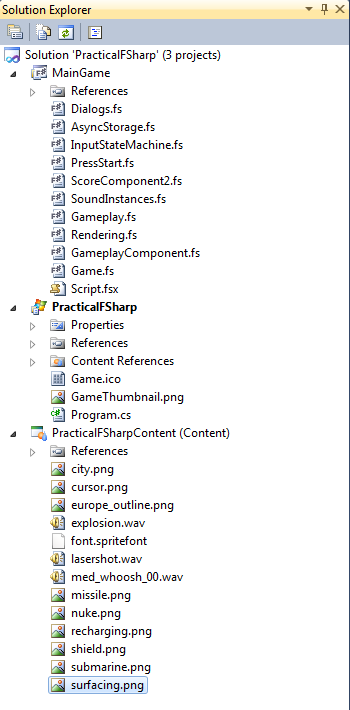 Solution Explorer
Solution 'PracticalFSharp' (3 projects)
MainGame
References
Dialogs.fs
AsyncStorage.fs
InputStateMachine.fs
PressStart.fs
ScoreComponent2.fs
SoundInstances.fs
Gameplay.fs
Rendering.fs
GameplayComponent.fs
Game.fs
Script.fsx
PracticalFSharp
Properties
References
Content References
Game.ico
GameThumbnail.png
Program.cs
PracticalFSharpContent (Content)
References
city.png
cursor.png
europe_outline.png
explosion.wav
font.spritefont
lasershot.wav
med_whoosh_00.wav
missile.png
nuke.png
recharging.png
shield.png
submarine.png
surfacing.png